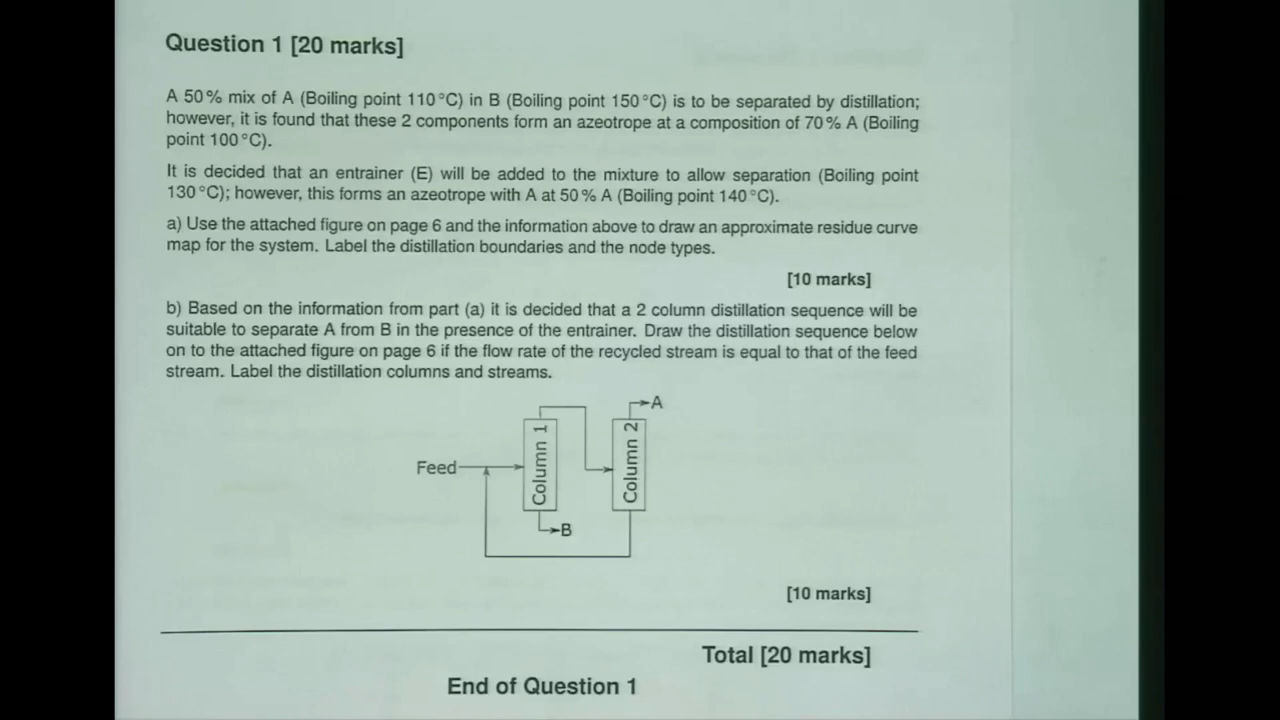 Question 1 [20 marks]
A 50 % mix of A (Boiling point 110 °C) in B (Boiling point 150 °C) is to be separated by distillation;
however, it is found that these 2 components form an azeotrope at a composition of 70 % A (Boiling
point 100 °C).
It is decided that an entrainer (E) will be added to the mixture to allow separation (Boiling point
130 °C); however, this forms an azeotrope with A at 50 % A (Boiling point 140 °C).
a) Use the attached figure on page 6 and the information above to draw an approximate residue curve
map for the system. Label the distillation boundaries and the node types.
[10 marks]
b) Based on the information from part (a) it is decided that a 2 column distillation sequence will be
suitable to separate A from B in the presence of the entrainer. Draw the distillation sequence below
on to the attached figure on page 6 if the flow rate of the recycled stream is equal to that of the feed
stream. Label the distillation columns and streams.
A
Feed
Column 1
Column 2
B
[10 marks]
Total [20 marks]
End of Question 1